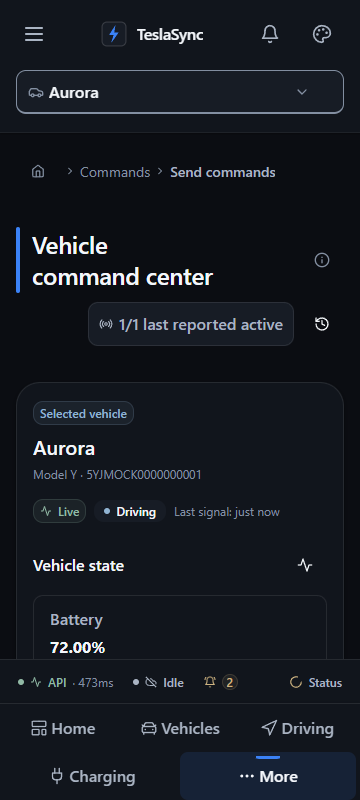 TeslaSync
Aurora
Commands Send commands
Vehicle
command center
1/1 last reported active
Selected vehicle
Aurora
Model Y · 5YJMOCK0000000001
Live Driving Last signal: just now
Vehicle state
Battery
72.00%
API · 473ms Idle 2 Status
Home Vehicles Driving
Charging More